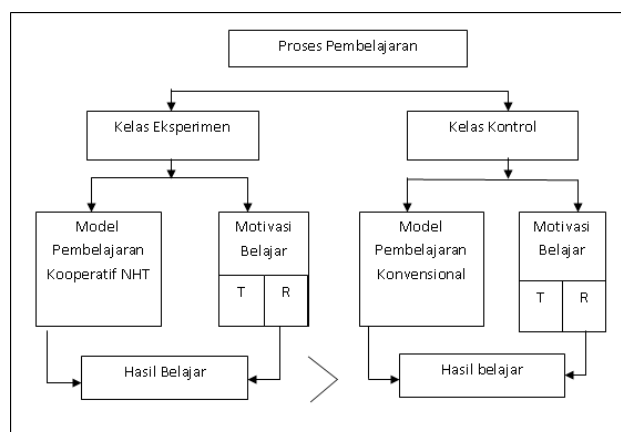 Proses Pembelajaran
Kelas Eksperimen
Kelas Kontrol
Model
Pembelajaran
Kooperatif NHT
Motivasi
Belajar
T
R
Model
Pembelajaran
Konvensional
Motivasi
Belajar
T
R
Hasil Belajar
Hasil belajar